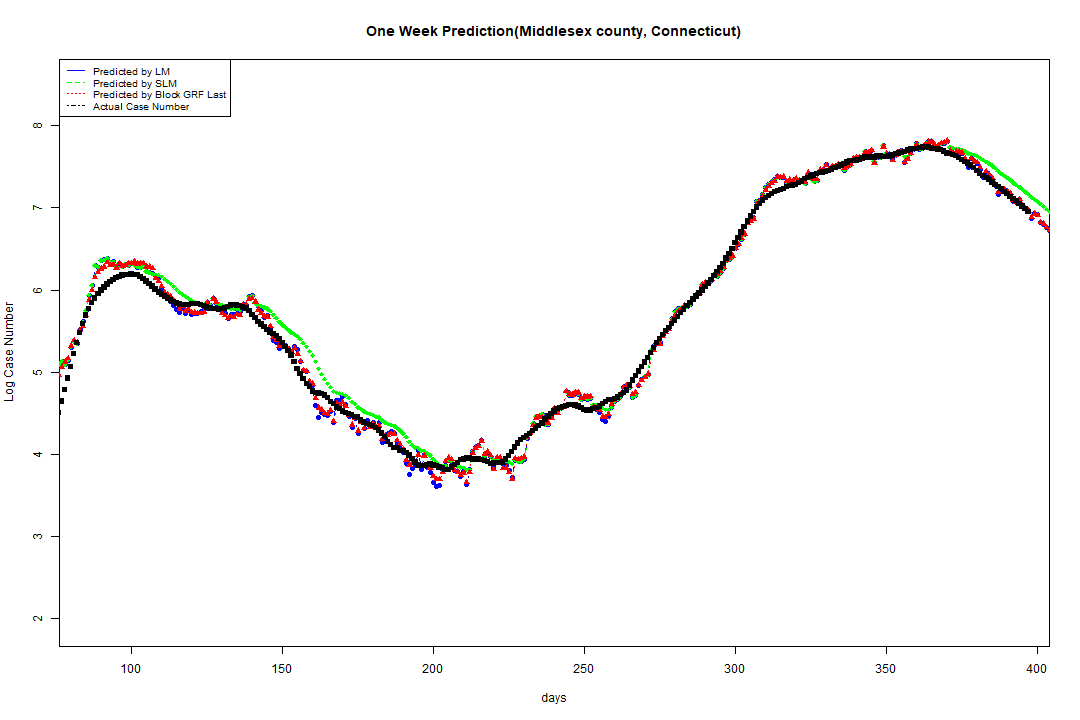 One Week Prediction(Middlesex county, Connecticut)
Predicted by LM
Predicted by SLM
Predicted by Block GRF Last
Actual Case Number
8
7
6
5
4
3
2
Log Case Number
100 150 200 250 300 350 400
days